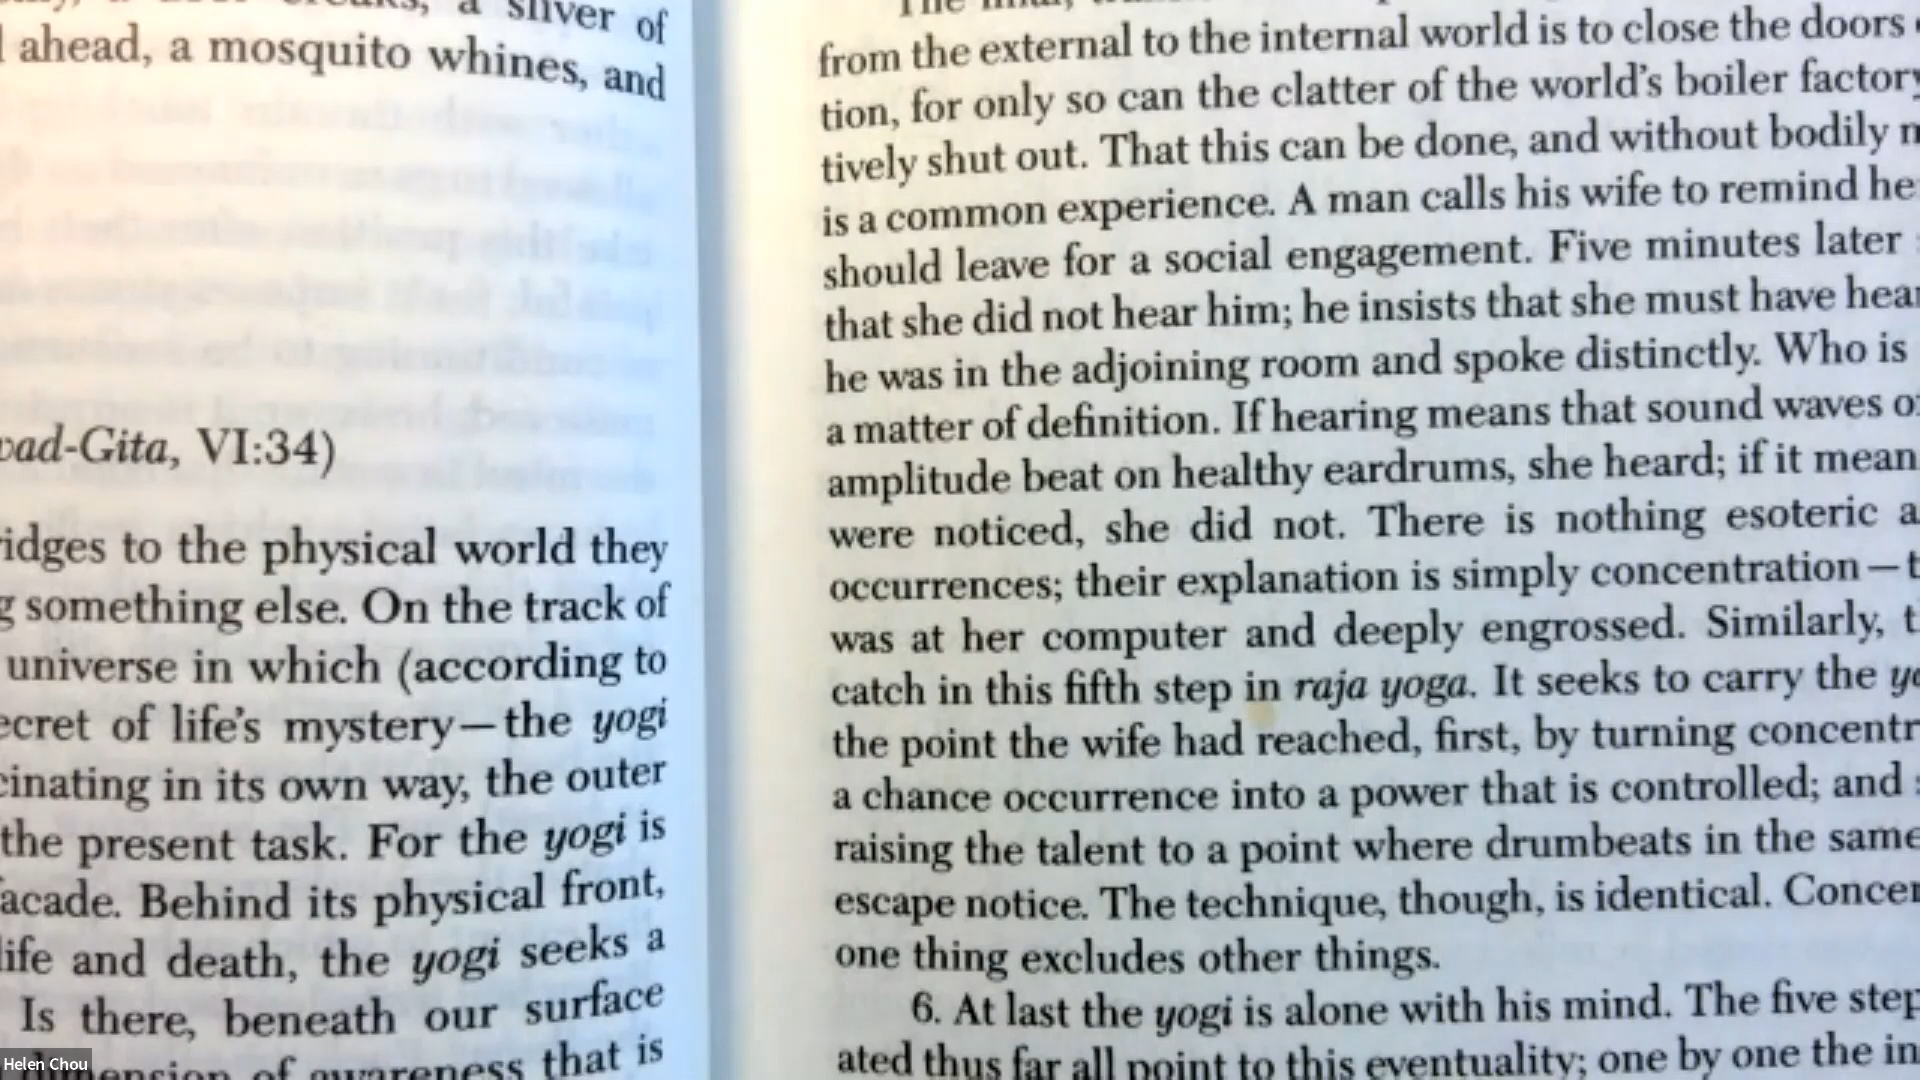 a sliver of
ahead, a mosquito whines, and
vad-Gita, VI:34)
idges to the physical world they
g something else. On the track of
universe in which (according to
ecret of life's mystery—the yogi
cinating in its own way, the outer
the present task. For the yogi is
acade. Behind its physical front,
life and death, the yogi seeks a
Is there, beneath our surface
dimension of awareness that is
from the external to the internal world is to close the doors
tion, for only so can the clatter of the world's boiler factory
tively shut out. That this can be done, and without bodily
is a common experience. A man calls his wife to remind he
should leave for a social engagement. Five minutes later
that she did not hear him; he insists that she must have hear
he was in the adjoining room and spoke distinctly. Who is
a matter of definition. If hearing means that sound waves
amplitude beat on healthy eardrums, she heard; if it mean
were noticed, she did not. There is nothing esoteric a
occurrences; their explanation is simply concentration—t
was at her computer and deeply engrossed. Similarly, t
catch in this fifth step in raja yoga. It seeks to carry the yo
the point the wife had reached, first, by turning concentr
a chance occurrence into a power that is controlled; and
raising the talent to a point where drumbeats in the same
escape notice. The technique, though, is identical. Concen
one thing excludes other things.
6. At last the yogi is alone with his mind. The five step
ated thus far all point to this eventuality; one by one the in
Helen Chou